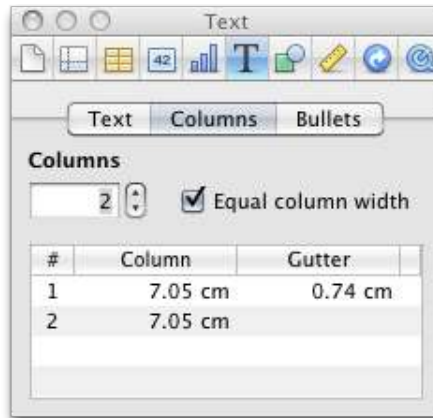 Text
42
T
Text Columns Bullets
Columns
2 Equal column width
# Column Gutter
1 7.05 cm 0.74 cm
2 7.05 cm